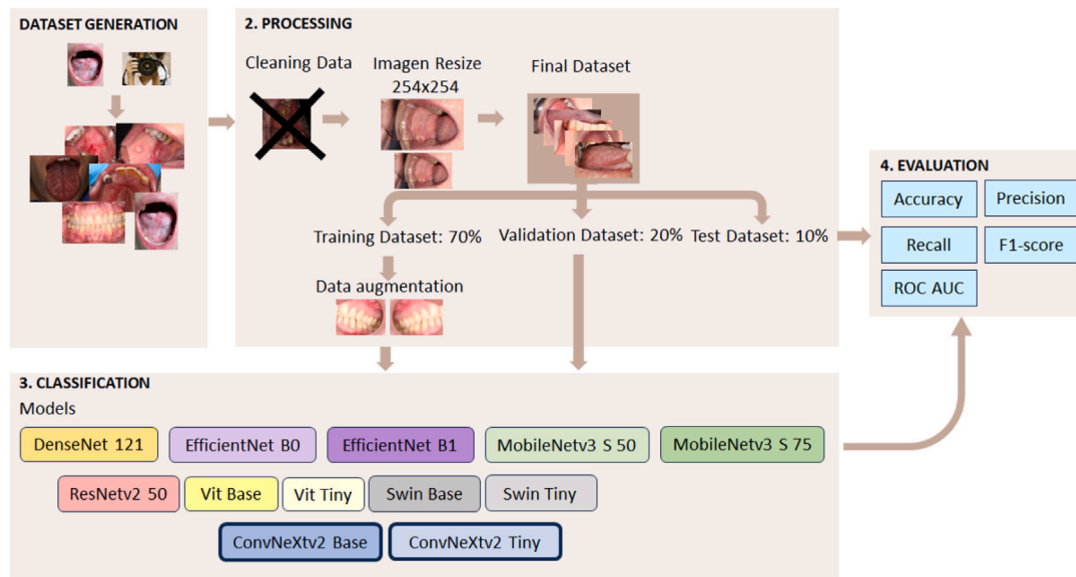 DATASET GENERATION
2. PROCESSING
Cleaning Data
Imagen Resize
254x254
Final Dataset
Training Dataset: 70%
Validation Dataset: 20%
Test Dataset: 10%
Data augmentation
4. EVALUATION
Accuracy
Precision
Recall
F1-score
ROC AUC
3. CLASSIFICATION
Models
DenseNet 121
EfficientNet B0
EfficientNet B1
MobileNetv3 S 50
MobileNetv3 S 75
ResNetv2 50
Vit Base
Vit Tiny
Swin Base
Swin Tiny
ConvNeXtv2 Base
ConvNeXtv2 Tiny